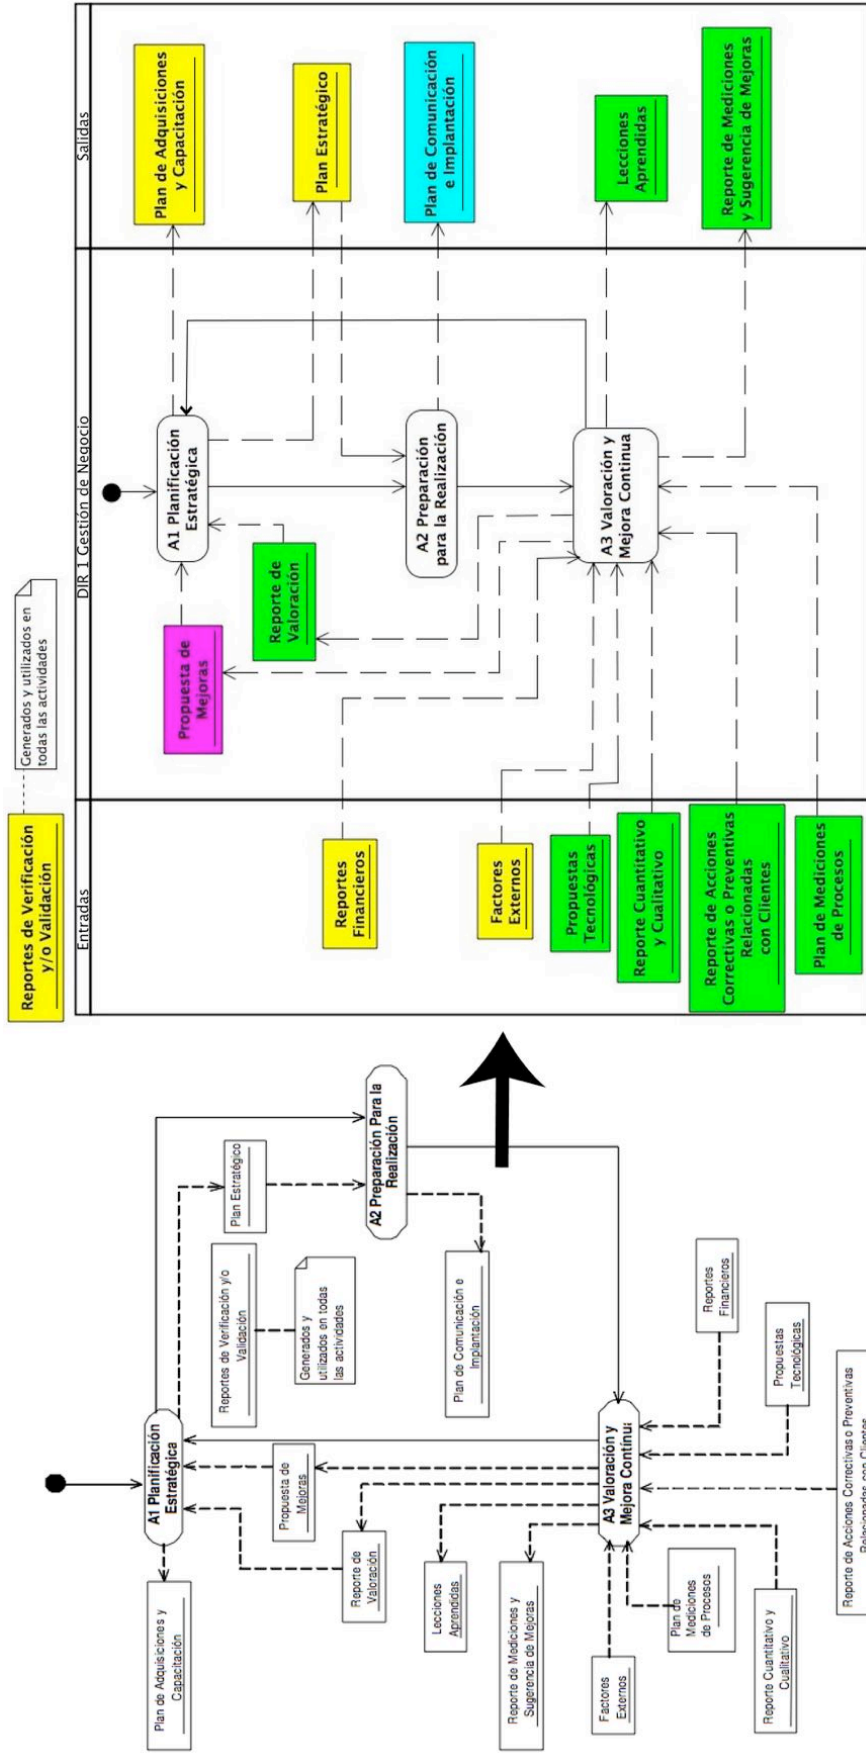 A1 Planificación
Estratégica
Plan de Adquisiciones y
Capacitación
Propuesta de
Mejoras
Reporte de
Valoración
Reportes de Verificación y/o
Validación
Generados y
utilizados en todas
las actividades
Plan Estratégico
A2 Preparación Para la
Realización
Plan de Comunicación e
Implantación
Lecciones
Aprendidas
Reporte de Mediciones y
Sugerencia de Mejoras
A3 Valoración y
Mejora Continu
Factores
Externos
Plan de
Mediciones
de Procesos
Reporte Cuantitativo y
Cualitativo
Reporte de Acciones Correctivas o Preventivas
Relacionadas con Clientes
Propuestas
Tecnológicas
Reportes
Financieros
Reportes de Verificación
y/o Validación
Generados y utilizados en
todas las actividades
Entradas
DIR 1 Gestión de Negocio
Salidas
A1 Planificación
Estratégica
Plan de Adquisiciones
y Capacitación
Propuesta de
Mejoras
Reporte de
Valoración
Plan Estratégico
Reportes
Financieros
A2 Preparación
para la Realización
Plan de Comunicación
e Implantación
Factores
Externos
Propuestas
Tecnológicas
A3 Valoración y
Mejora Continua
Lecciones
Aprendidas
Reporte Cuantitativo
y Cualitativo
Reporte de Acciones
Correctivas o Preventivas
Relacionadas
con Clientes
Reporte de Mediciones
y Sugerencia de Mejoras
Plan de Mediciones
de Procesos